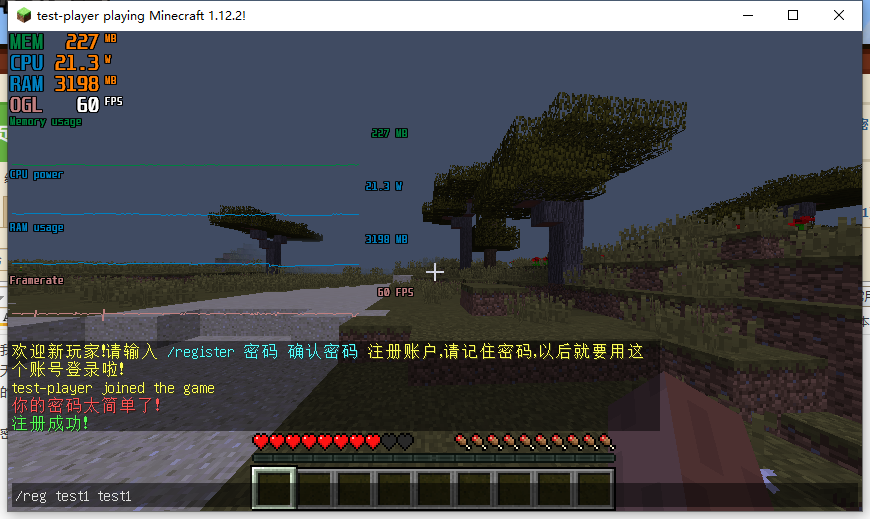 test-player playing Minecraft 1.12.2!
MEM 227 MB
CPU 21.3 W
RAM 3198 MB
OGL 60 FPS
Memory usage
227 MB
CPU power
21.3 W
RAM usage
3198 MB
Framerate
60 FPS
欢迎新玩家!请输入 /register 密码 确认密码 注册账户,请记住密码,以后就要用这
个账号登录啦!
test-player joined the game
你的密码太简单了!
注册成功!
/reg test1 test1